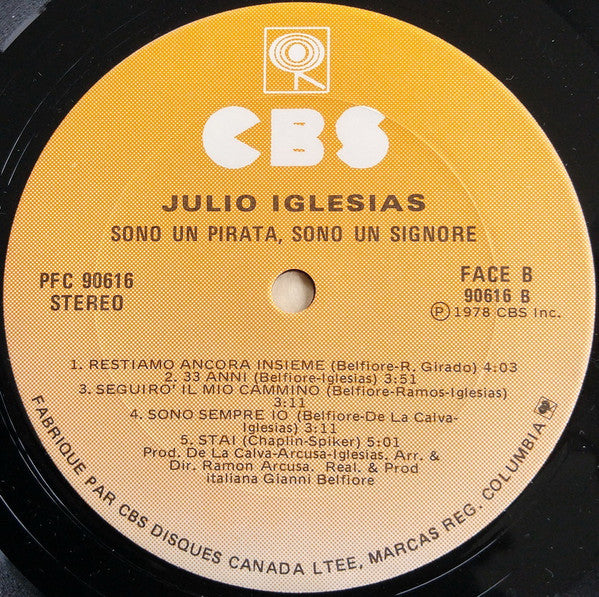 CBS
JULIO IGLESIAS
SONO UN PIRATA, SONO UN SIGNORE
PFC 90616
STEREO
FACE B
90616 B
Ⓟ 1978 CBS Inc.
1. RESTIAMO ANCORA INSIEME (Belfiore-R. Girado) 4:03
2. 33 ANNI (Belfiore-Iglesias) 3:51
3. SEGUIRO' IL MIO CAMMINO (Belfiore-Ramos-Iglesias)
3:11
4. SONO SEMPRE IO (Belfiore-De La Calva-
Iglesias) 3:11
5. STAI (Chaplin-Spiker) 5:01
Prod. De La Calva-Arcusa-Iglesias. Arr. &
Dir. Ramon Arcusa. Real. & Prod
italiana Gianni Belfiore
FABRIQUE PAR CBS DISQUES CANADA LTEE, MARCAS REG. COLUMBIA